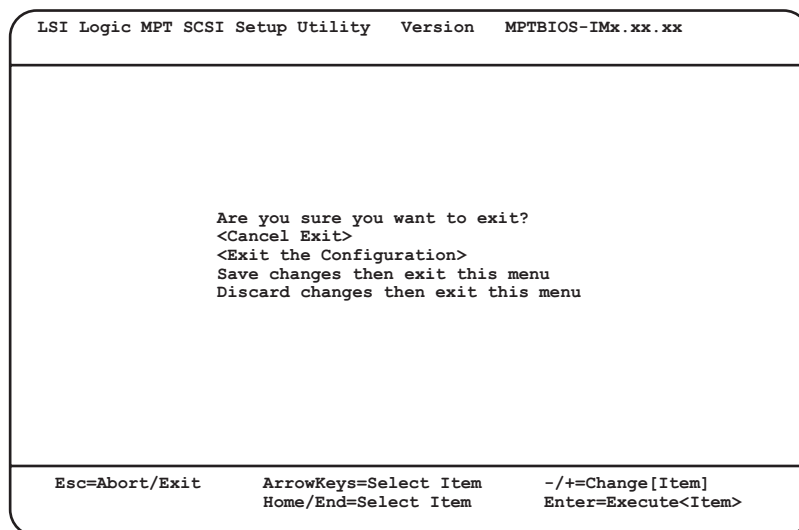 LSI Logic MPT SCSI Setup Utility Version MPTBIOS-IMx.xx.xx
Are you sure you want to exit?
<Cancel Exit>
<Exit the Configuration>
Save changes then exit this menu
Discard changes then exit this menu
Esc=Abort/Exit ArrowKeys=Select Item -/+=Change[Item]
Home/End=Select Item Enter=Execute<Item>